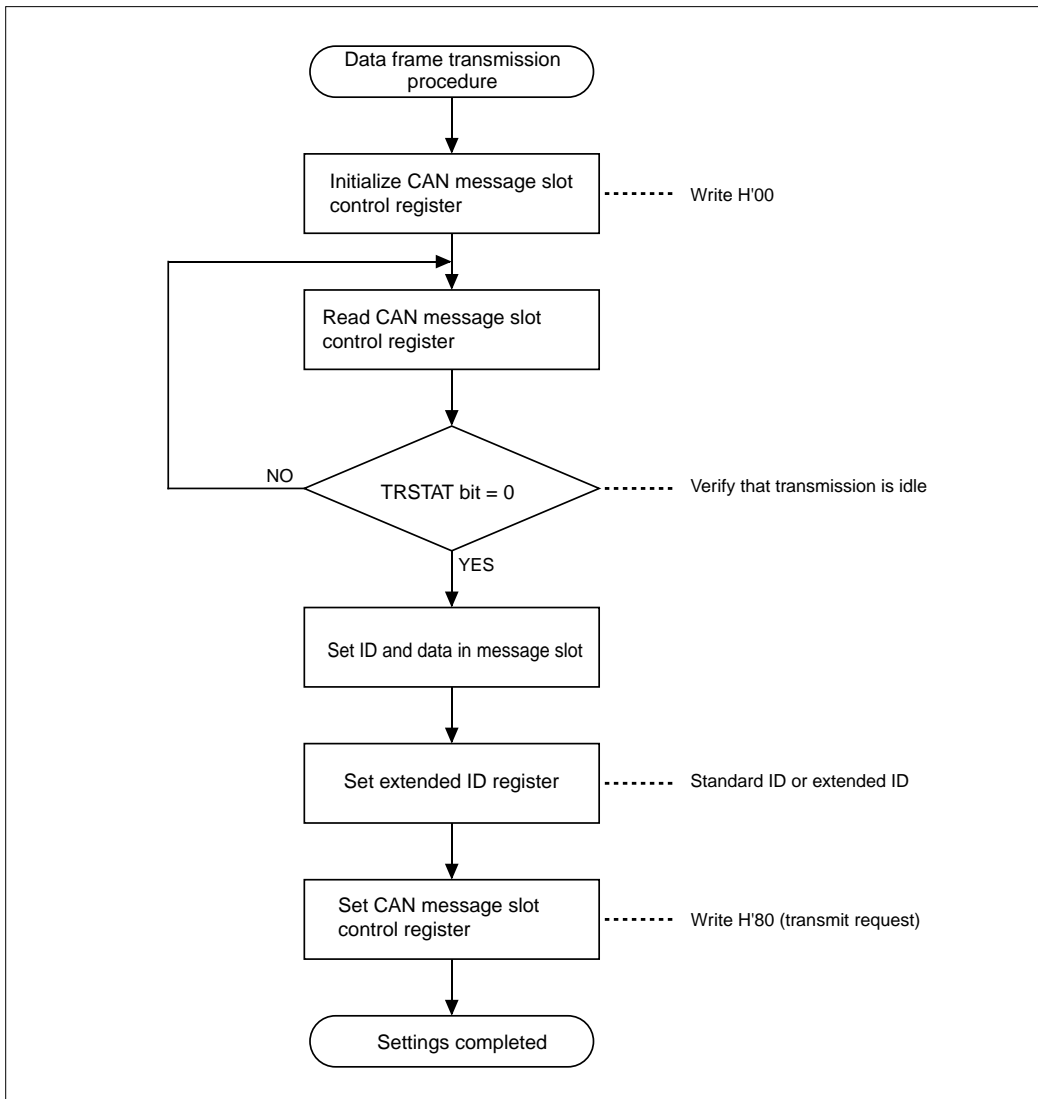 Data frame transmission
procedure
Initialize CAN message slot
control register
Write H'00
Read CAN message slot
control register
TRSTAT bit = 0
NO
Verify that transmission is idle
YES
Set ID and data in message slot
Set extended ID register
Standard ID or extended ID
Set CAN message slot
control register
Write H'80 (transmit request)
Settings completed